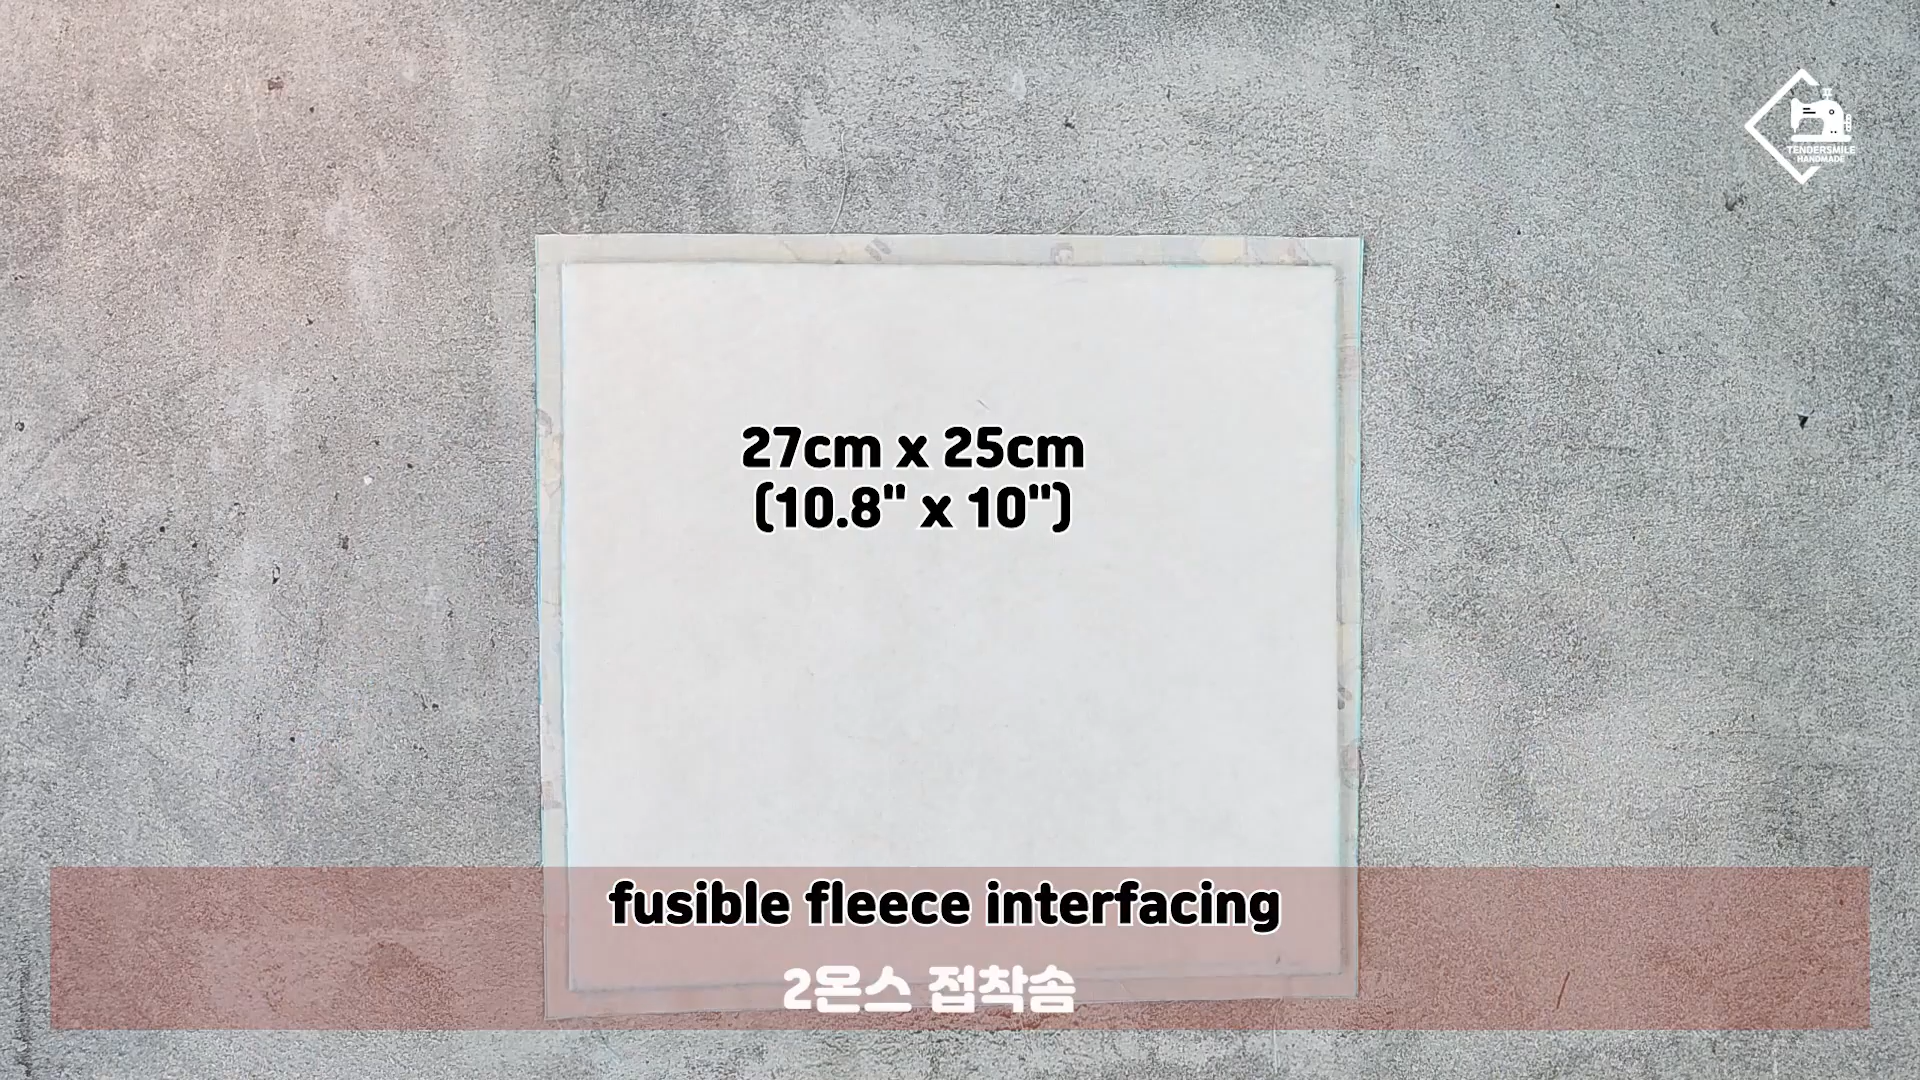 TENDERSMILE
HANDMADE
27cm x 25cm
(10.8" x 10")
fusible fleece interfacing
2온스 접착솜